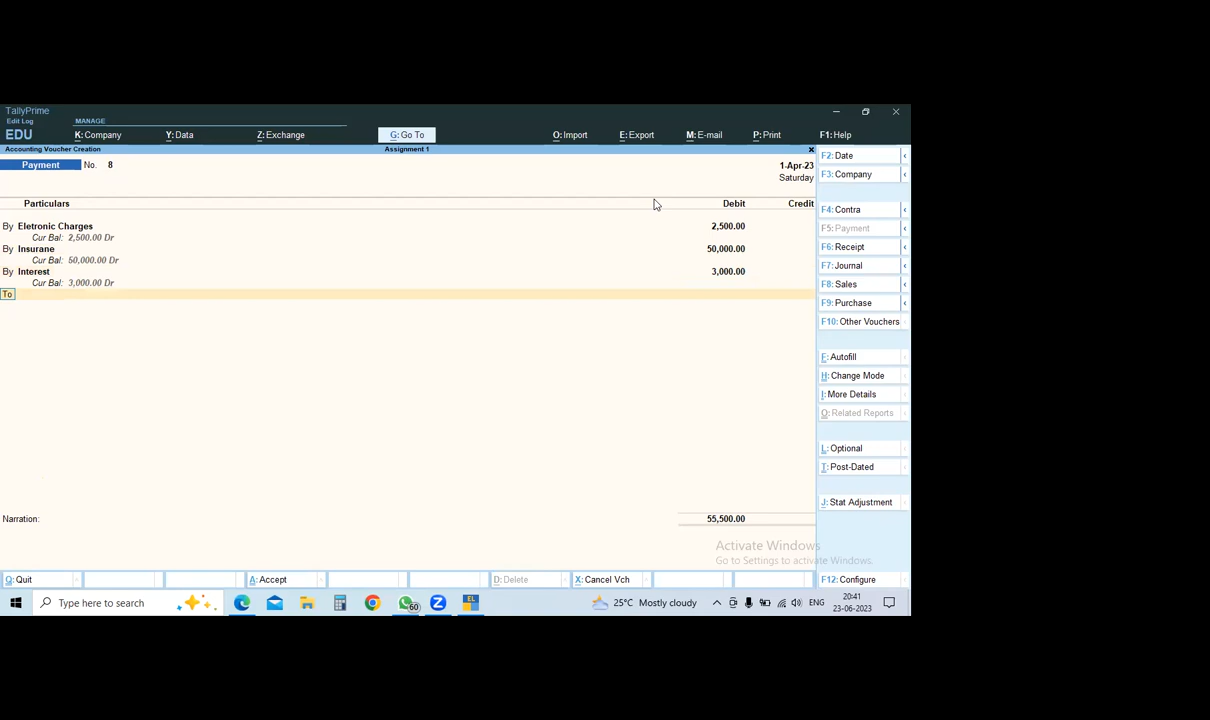 TallyPrime
Edit Log
EDU
MANAGE
K: Company
Y: Data
Z: Exchange
G: Go To
O: Import
E: Export
M: E-mail
P: Print
F1: Help
Accounting Voucher Creation
Assignment 1
Payment No. 8
1-Apr-23
Saturday
Particulars Debit Credit
By Eletronic Charges 2,500.00
Cur Bal: 2,500.00 Dr
By Insurane 50,000.00
Cur Bal: 50,000.00 Dr
By Interest 3,000.00
Cur Bal: 3,000.00 Dr
To
Narration: 55,500.00
F2: Date
F3: Company
F4: Contra
F5: Payment
F6: Receipt
F7: Journal
F8: Sales
F9: Purchase
F10: Other Vouchers
F: Autofill
H: Change Mode
I: More Details
O: Related Reports
L: Optional
T: Post-Dated
J: Stat Adjustment
Activate Windows
Go to Settings to activate Windows.
Q: Quit
A: Accept
D: Delete
X: Cancel Vch
F12: Configure
Type here to search
60
EL
25°C Mostly cloudy
ENG
20:41
23-06-2023